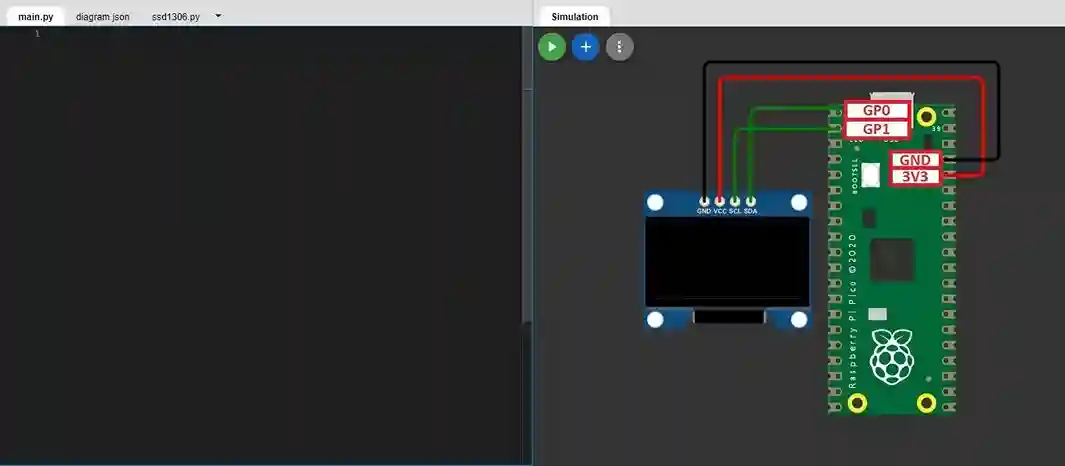 main.py
diagram.json
ssd1306.py
Simulation
1
GP0
GP1
39
GND
3V3
BOOTSEL
GND VCC SCL SDA
Raspberry Pi Pico ©2020